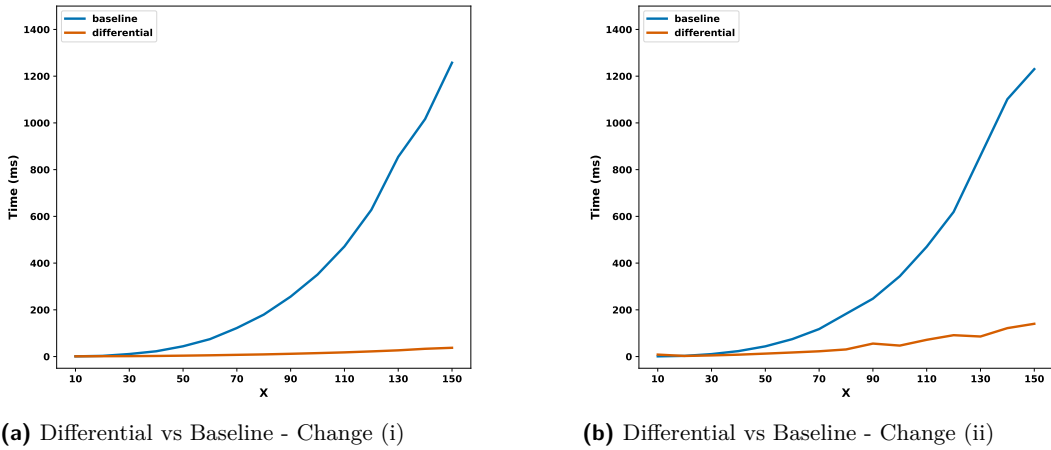 baseline
differential
1400
1200
1000
800
600
400
200
0
Time (ms)
10 30 50 70 90 110 130 150
X
(a) Differential vs Baseline - Change (i)
baseline
differential
1400
1200
1000
800
600
400
200
0
Time (ms)
10 30 50 70 90 110 130 150
X
(b) Differential vs Baseline - Change (ii)